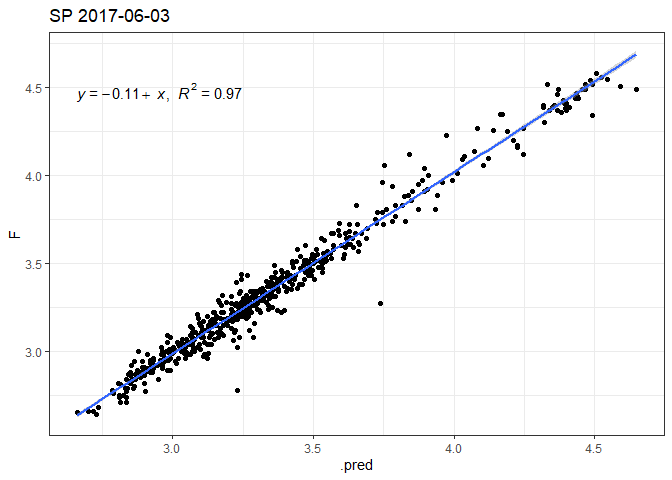 SP 2017-06-03
y = −0.11 + x, R² = 0.97
4.5
4.0
3.5
3.0
F
3.0
3.5
4.0
4.5
.pred